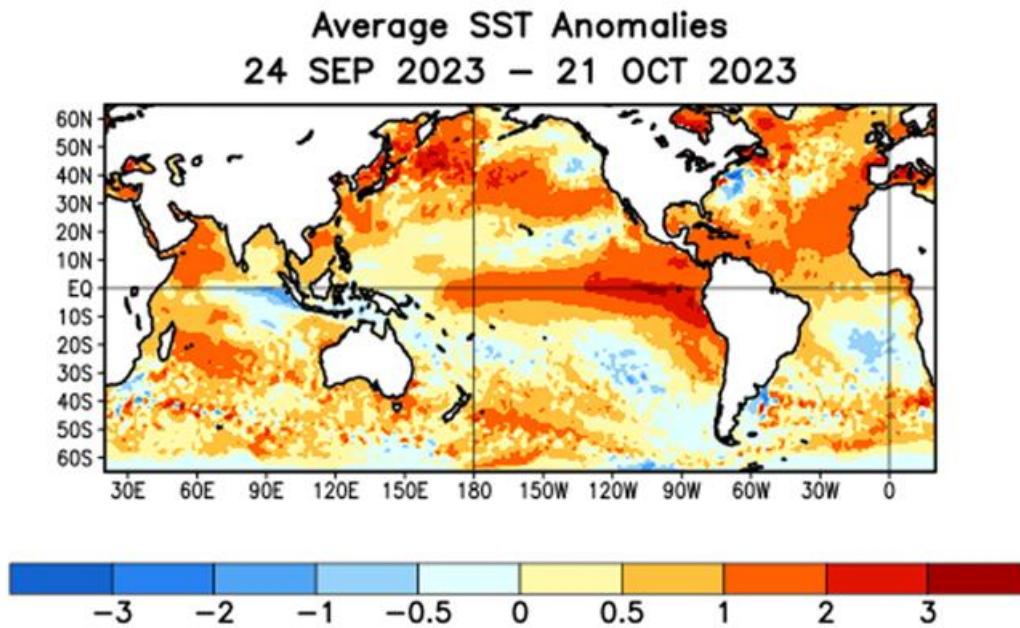 Average SST Anomalies
24 SEP 2023 – 21 OCT 2023
60N
50N
40N
30N
20N
10N
EQ
10S
20S
30S
40S
50S
60S
30E 60E 90E 120E 150E 180 150W 120W 90W 60W 30W 0
−3 −2 −1 −0.5 0 0.5 1 2 3